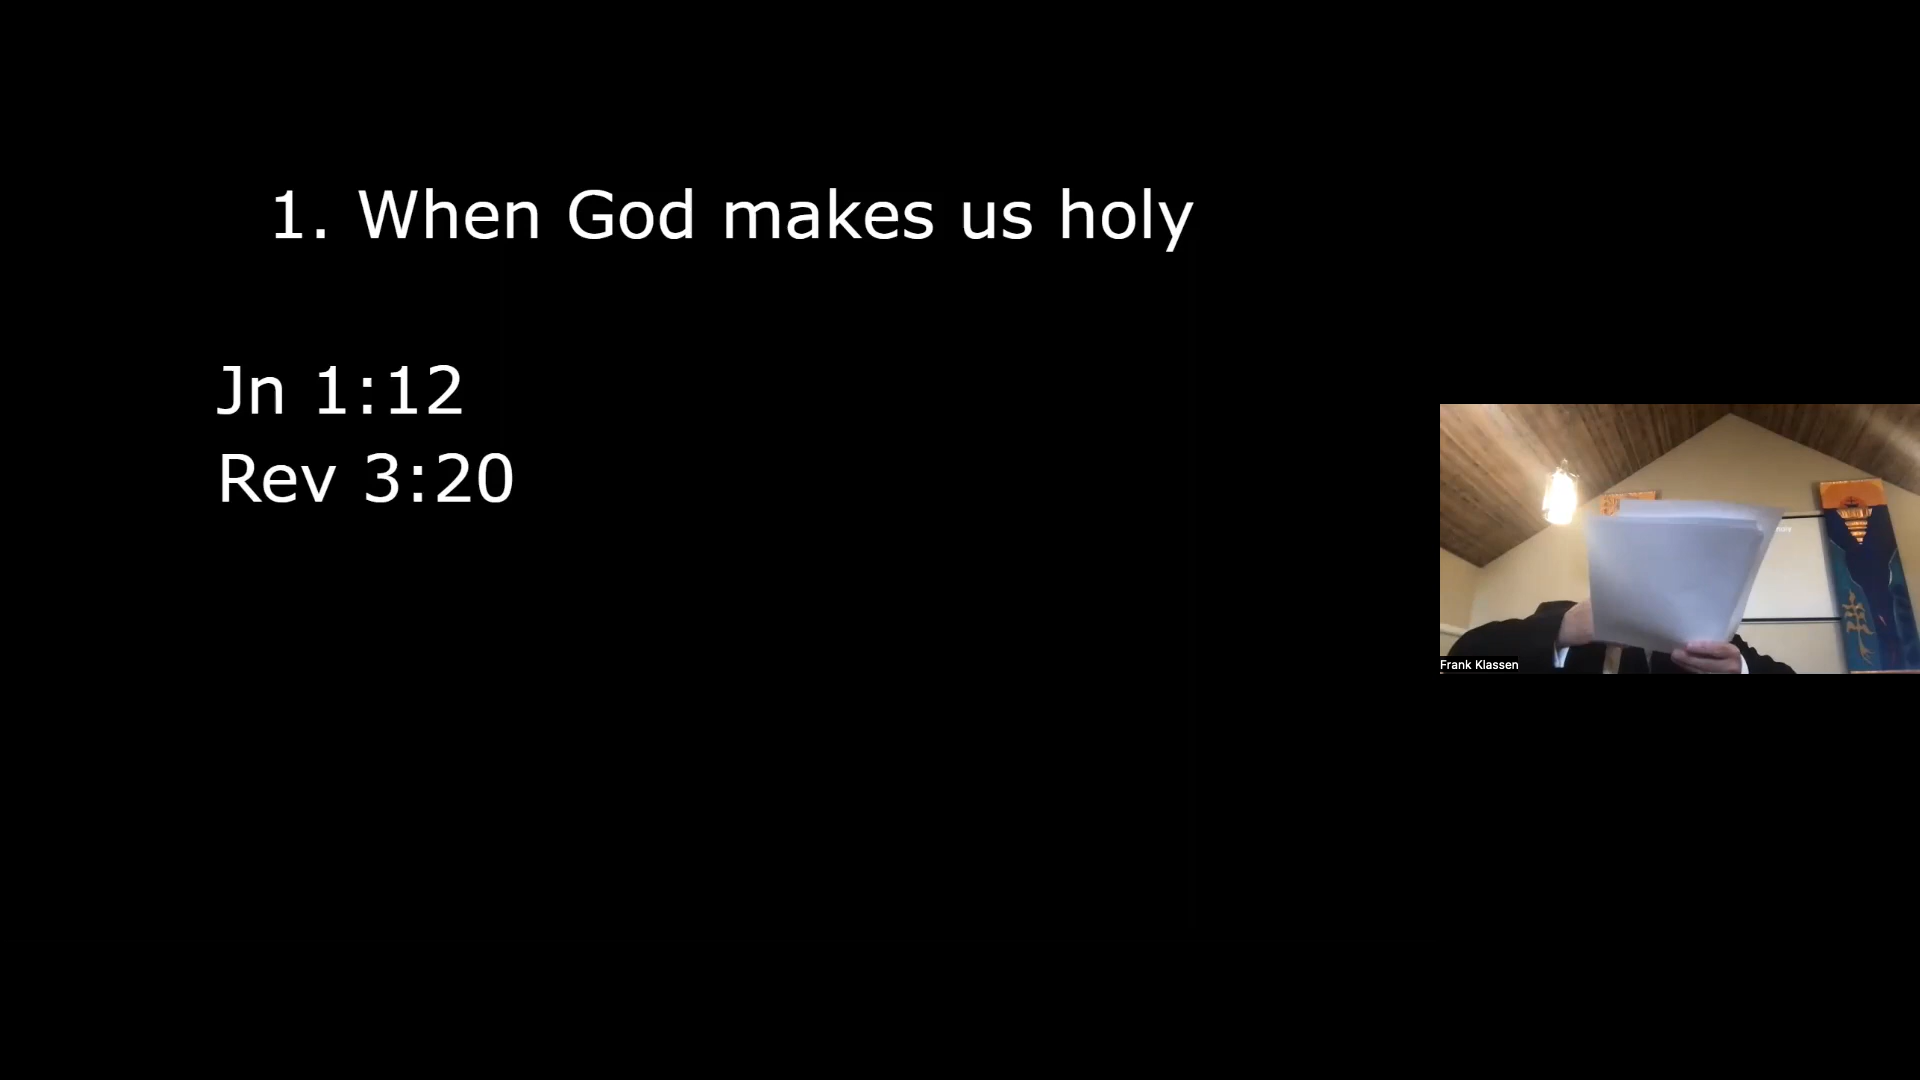 1. When God makes us holy
Jn 1:12
Rev 3:20
Frank Klassen